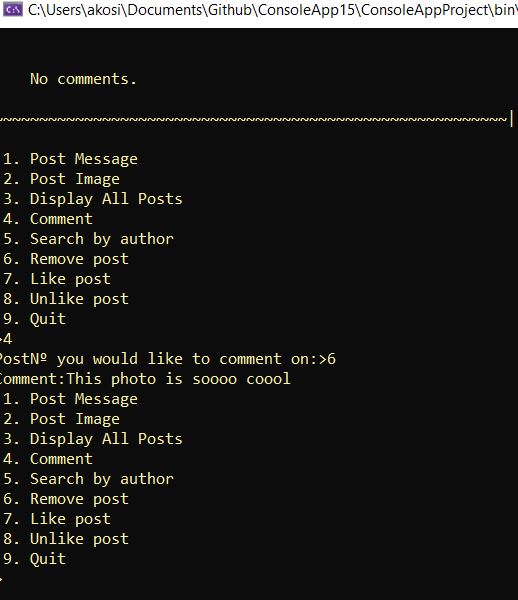 C:\Users\akosi\Documents\Github\ConsoleApp15\ConsoleAppProject\bin\
No comments.
~~~~~~~~~~~~~~~~~~~~~~~~~~~~~~~~~~~~~~~~~~~~~~~~~~~~~~~~~~~~~~~~|
1. Post Message
2. Post Image
3. Display All Posts
4. Comment
5. Search by author
6. Remove post
7. Like post
8. Unlike post
9. Quit
>4
PostNº you would like to comment on:>6
Comment:This photo is soooo coool
1. Post Message
2. Post Image
3. Display All Posts
4. Comment
5. Search by author
6. Remove post
7. Like post
8. Unlike post
9. Quit
>